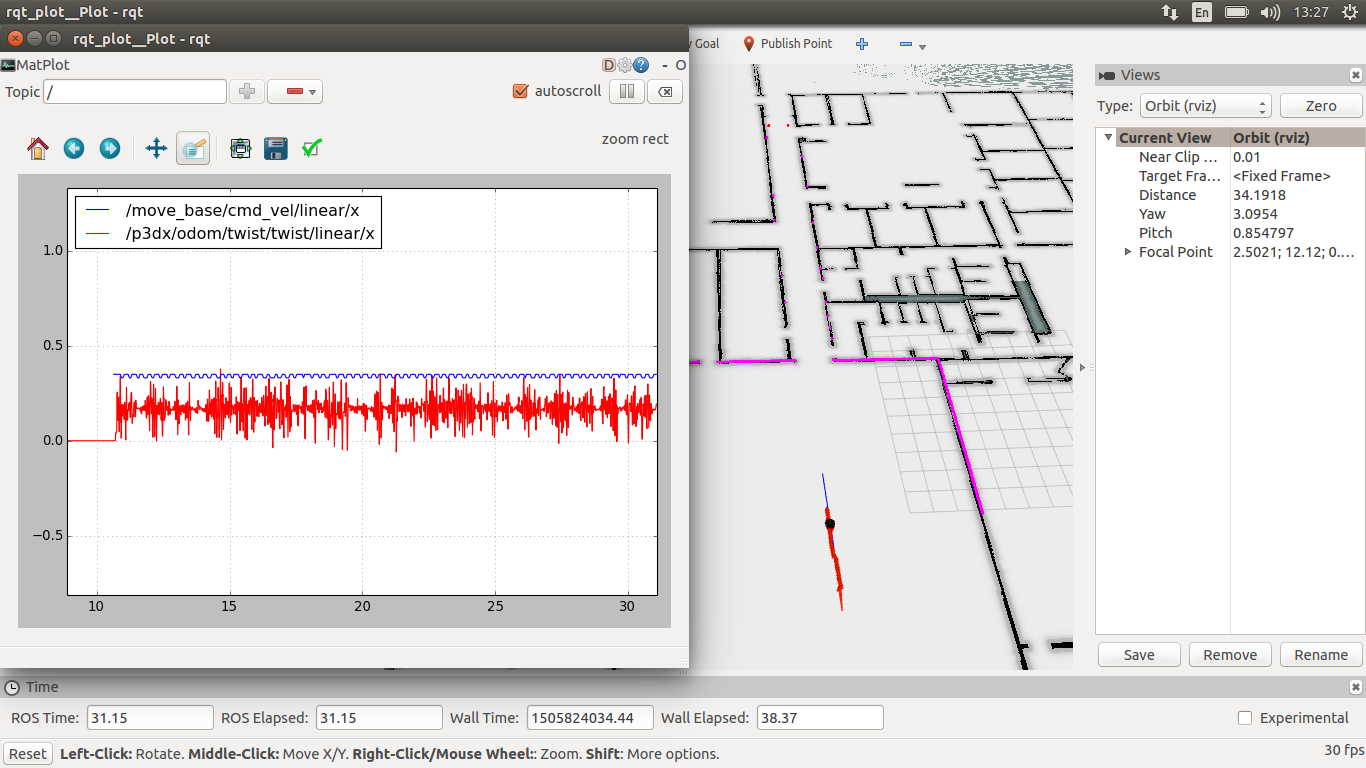 rqt_plot__Plot - rqt
En
13:27
rqt_plot__Plot - rqt
MatPlot
D
- O
Topic /
autoscroll
zoom rect
/move_base/cmd_vel/linear/x
/p3dx/odom/twist/twist/linear/x
1.0
0.5
0.0
−0.5
10 15 20 25 30
Goal
Publish Point
Views
Type: Orbit (rviz) Zero
Current View Orbit (rviz)
Near Clip ... 0.01
Target Fra... <Fixed Frame>
Distance 34.1918
Yaw 3.0954
Pitch 0.854797
Focal Point 2.5021; 12.12; 0....
Save Remove Rename
Time
ROS Time: 31.15 ROS Elapsed: 31.15 Wall Time: 1505824034.44 Wall Elapsed: 38.37 Experimental
Reset Left-Click: Rotate. Middle-Click: Move X/Y. Right-Click/Mouse Wheel:: Zoom. Shift: More options. 30 fps